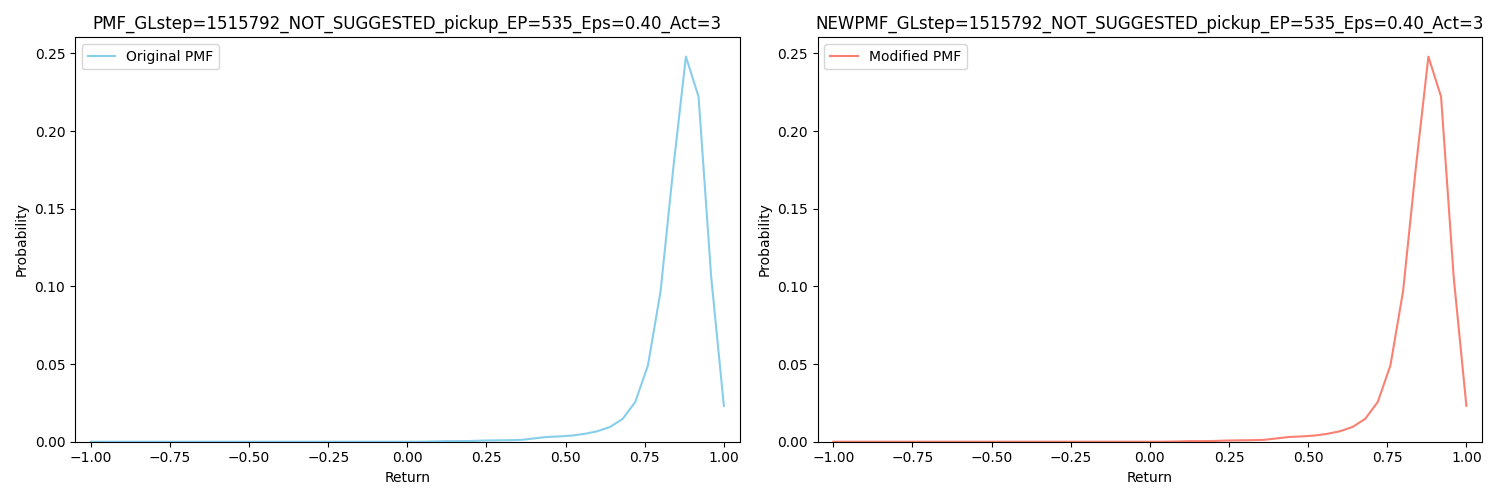 PMF_GLstep=1515792_NOT_SUGGESTED_pickup_EP=535_Eps=0.40_Act=3
Original PMF
0.25
0.20
0.15
0.10
0.05
0.00
Probability
−1.00 −0.75 −0.50 −0.25 0.00 0.25 0.50 0.75 1.00
Return
NEWPMF_GLstep=1515792_NOT_SUGGESTED_pickup_EP=535_Eps=0.40_Act=3
Modified PMF
0.25
0.20
0.15
0.10
0.05
0.00
Probability
−1.00 −0.75 −0.50 −0.25 0.00 0.25 0.50 0.75 1.00
Return